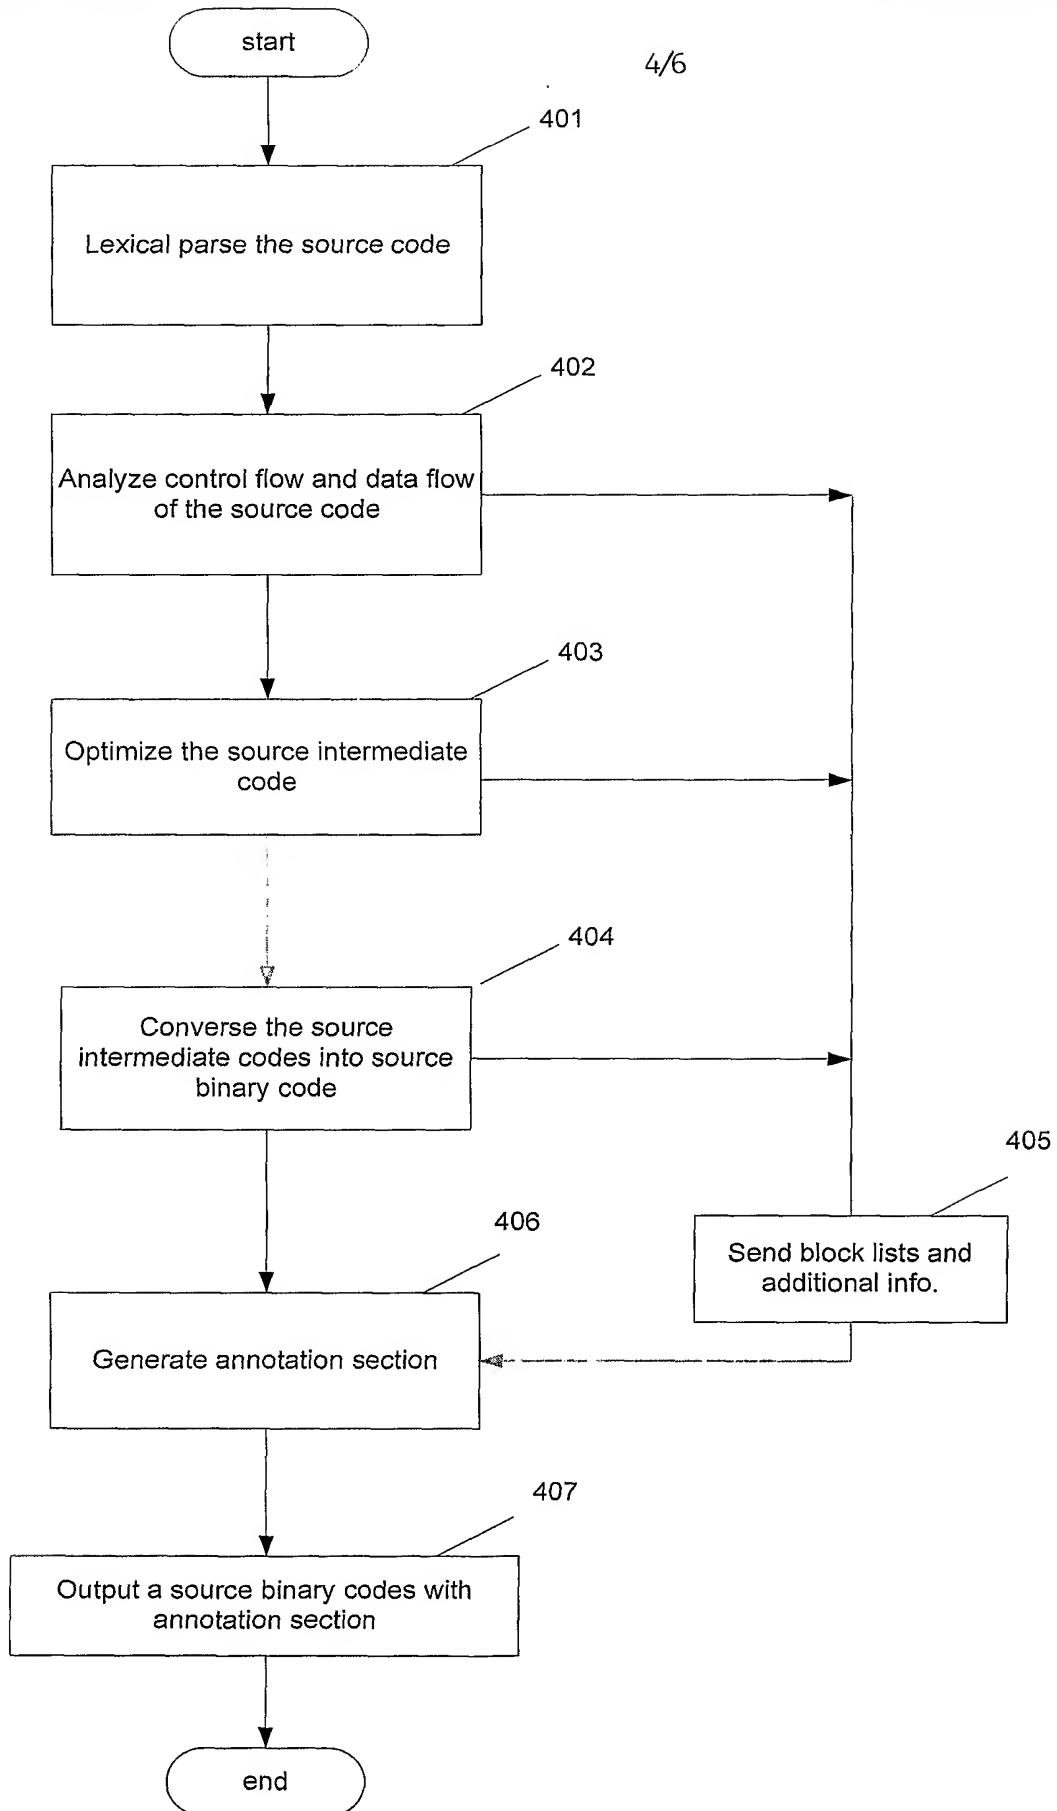 start
4/6
401
Lexical parse the source code
402
Analyze control flow and data flow
of the source code
403
Optimize the source intermediate
code
404
Converse the source
intermediate codes into source
binary code
405
Send block lists and
additional info.
406
Generate annotation section
407
Output a source binary codes with
annotation section
end